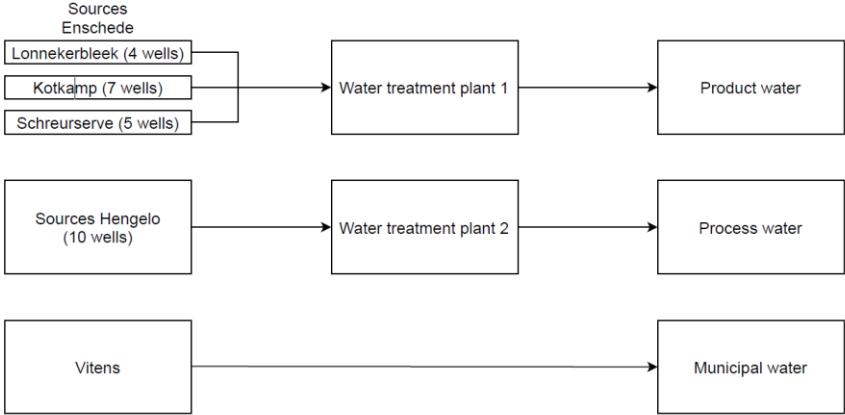 Sources
Enschede
Lonnekerbleek (4 wells)
Kotkamp (7 wells)
Schreurserve (5 wells)
Water treatment plant 1
Product water
Sources Hengelo
(10 wells)
Water treatment plant 2
Process water
Vitens
Municipal water